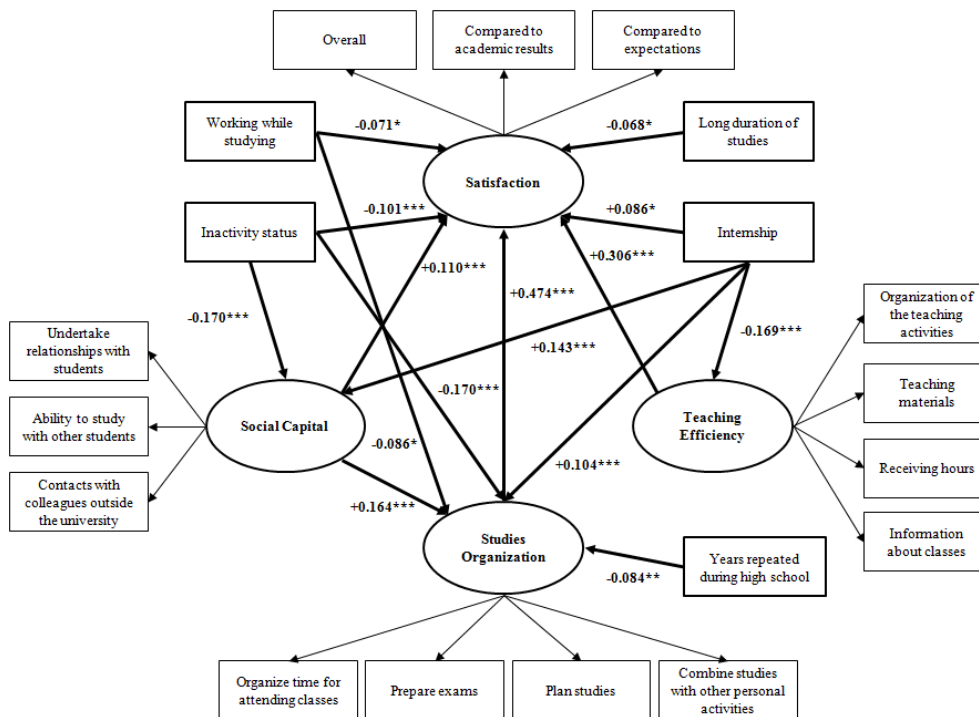 Overall
Compared to
academic results
Compared to
expectations
Working while
studying
-0.071*
-0.068*
Long duration of
studies
Satisfaction
Inactivity status
-0.101***
+0.086*
Internship
+0.110***
+0.306***
+0.474***
-0.170***
+0.143***
-0.169***
Organization of
the teaching
activities
Undertake
relationships with
students
Teaching
materials
Ability to study
with other students
Social Capital
-0.170***
Teaching
Efficiency
-0.086*
+0.104***
Receiving hours
Contacts with
colleagues outside
the university
+0.164***
Information
about classes
Studies
Organization
Years repeated
during high school
-0.084**
Organize time for
attending classes
Prepare exams
Plan studies
Combine studies
with other personal
activities